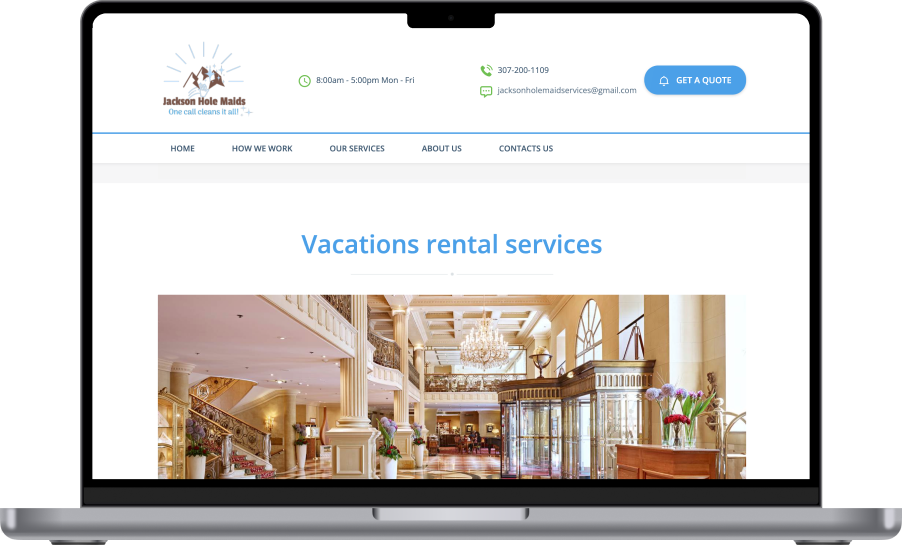 Jackson Hole Maids
One call cleans it all!
8:00am - 5:00pm Mon - Fri
307-200-1109
jacksonholemaidservices@gmail.com
GET A QUOTE
HOME
HOW WE WORK
OUR SERVICES
ABOUT US
CONTACTS US
Vacations rental services